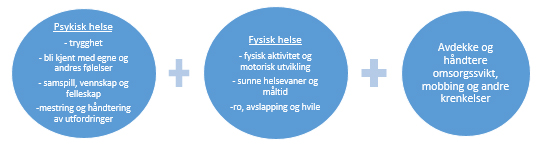 Psykisk helse
- trygghet
- bli kjent med egne og
andres følelser
- samspill, vennskap og
felleskap
-mestring og håndtering
av utfordringer
Fysisk helse
- fysisk aktivitet og
motorisk utvikling
- sunne helsevaner og
måltid
-ro, avslapping og hvile
Avdekke og
håndtere
omsorgssvikt,
mobbing og andre
krenkelser